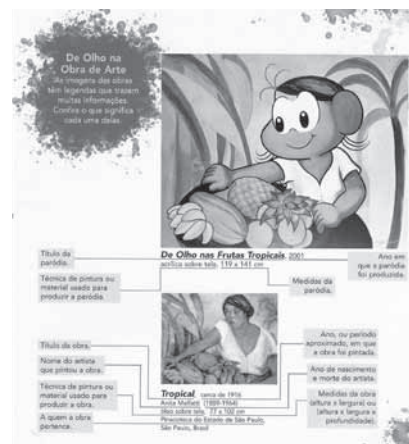 De Olho na
Obra de Arte
As imagens das obras
têm legendas que trazem
muitas informações.
Confira o que significa
cada uma delas.
De Olho nas Frutas Tropicais, 2001
acrílica sobre tela, 119 x 141 cm
Título da
paródia.
Técnica de pintura ou
material usado para
produzir a paródia.
Ano em
que a paródia
foi produzida.
Medidas da
paródia.
Título da obra.
Nome do artista
que pintou a obra.
Técnica de pintura ou
material usado para
produzir a obra.
A quem a obra
pertence.
Tropical, cerca de 1916
Anita Malfatti (1889-1964)
óleo sobre tela, 77 x 102 cm
Pinacoteca do Estado de São Paulo,
São Paulo, Brasil
Ano, ou período
aproximado, em que
a obra foi pintada.
Ano de nascimento
e morte do artista.
Medidas de obra
(altura x largura) ou
(altura x largura x
profundidade).